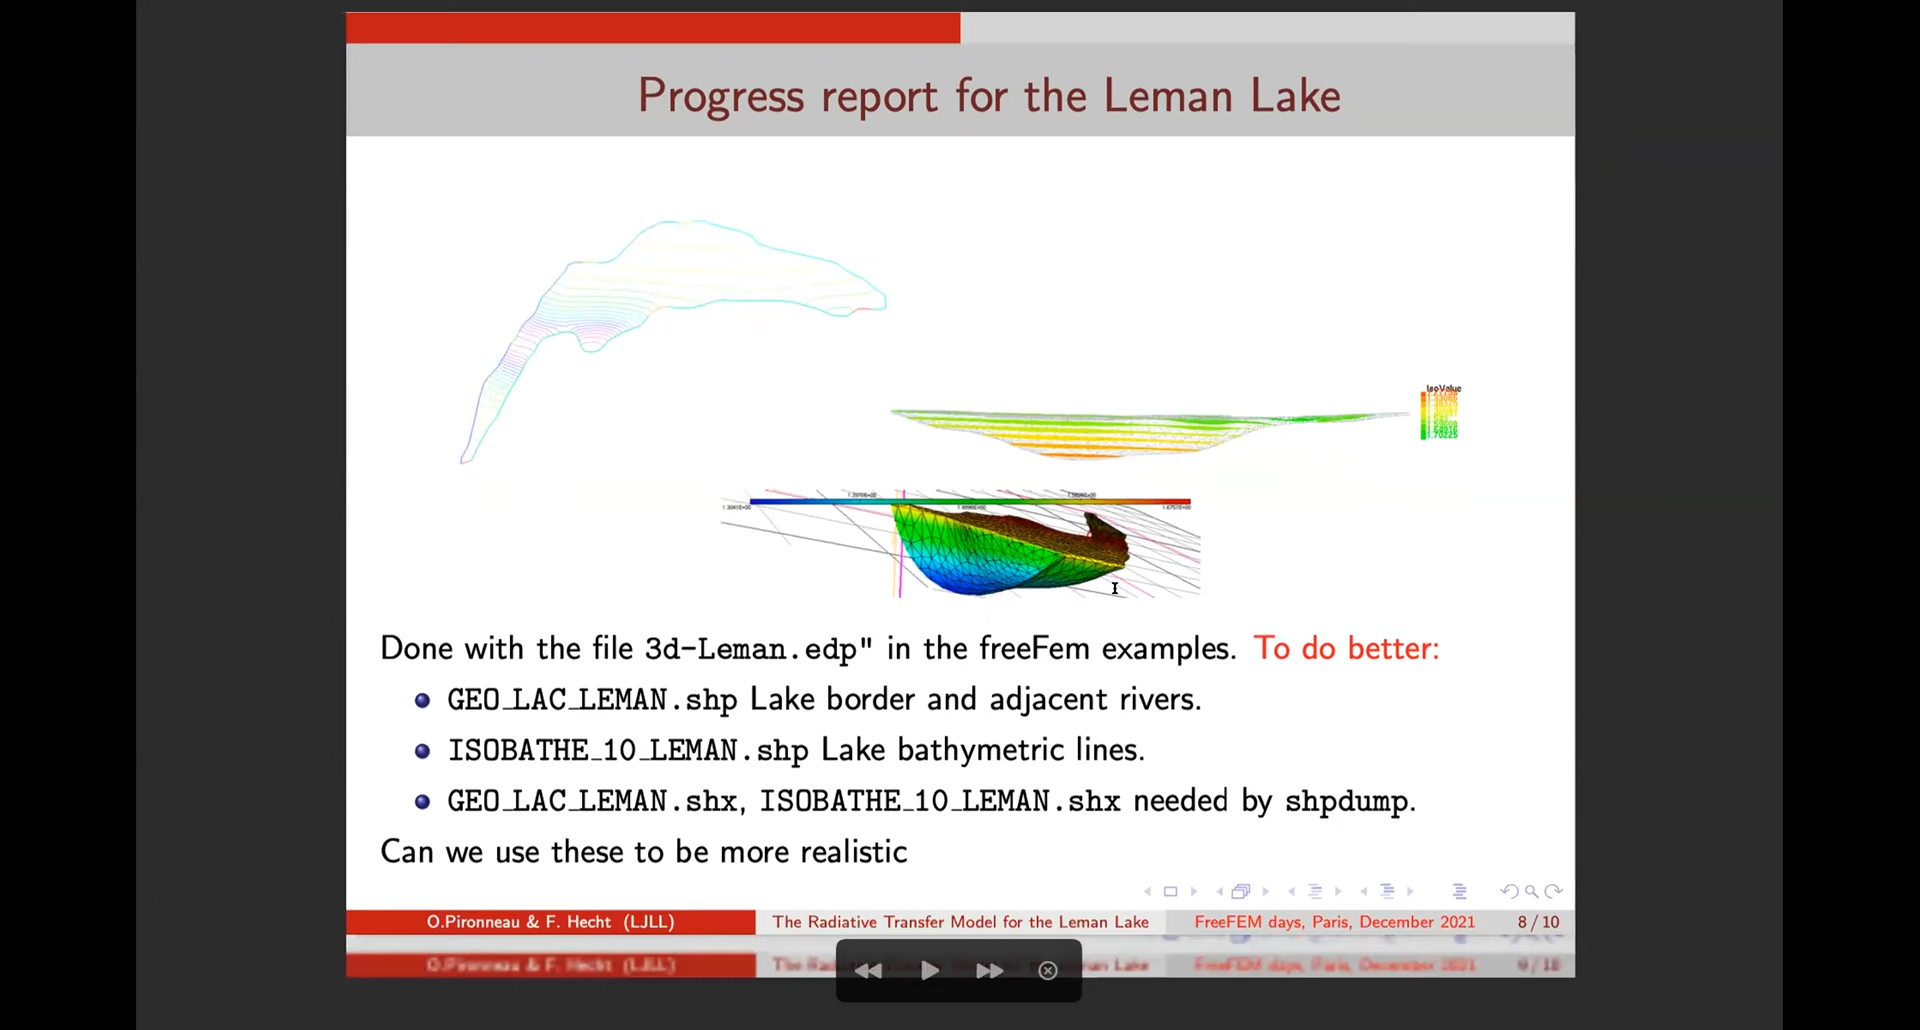 Progress report for the Leman Lake
IsoValue
1.70225
Done with the file 3d-Leman.edp" in the freeFem examples. To do better:
GEO_LAC_LEMAN.shp Lake border and adjacent rivers.
ISOBATHE_10_LEMAN.shp Lake bathymetric lines.
GEO_LAC_LEMAN.shx, ISOBATHE_10_LEMAN.shx needed by shpdump.
Can we use these to be more realistic
O.Pironneau & F. Hecht (LJLL) The Radiative Transfer Model for the Leman Lake FreeFEM days, Paris, December 2021 8 / 10